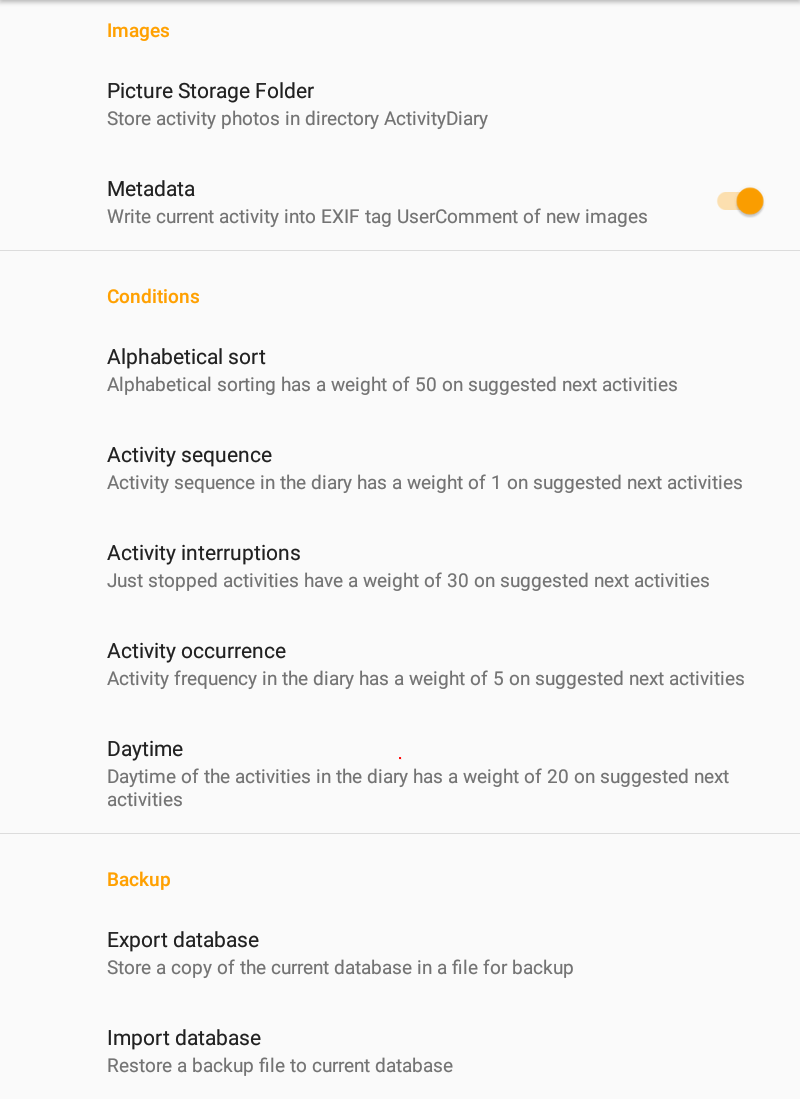 Images
Picture Storage Folder
Store activity photos in directory ActivityDiary
Metadata
Write current activity into EXIF tag UserComment of new images
Conditions
Alphabetical sort
Alphabetical sorting has a weight of 50 on suggested next activities
Activity sequence
Activity sequence in the diary has a weight of 1 on suggested next activities
Activity interruptions
Just stopped activities have a weight of 30 on suggested next activities
Activity occurrence
Activity frequency in the diary has a weight of 5 on suggested next activities
Daytime
Daytime of the activities in the diary has a weight of 20 on suggested next
activities
Backup
Export database
Store a copy of the current database in a file for backup
Import database
Restore a backup file to current database